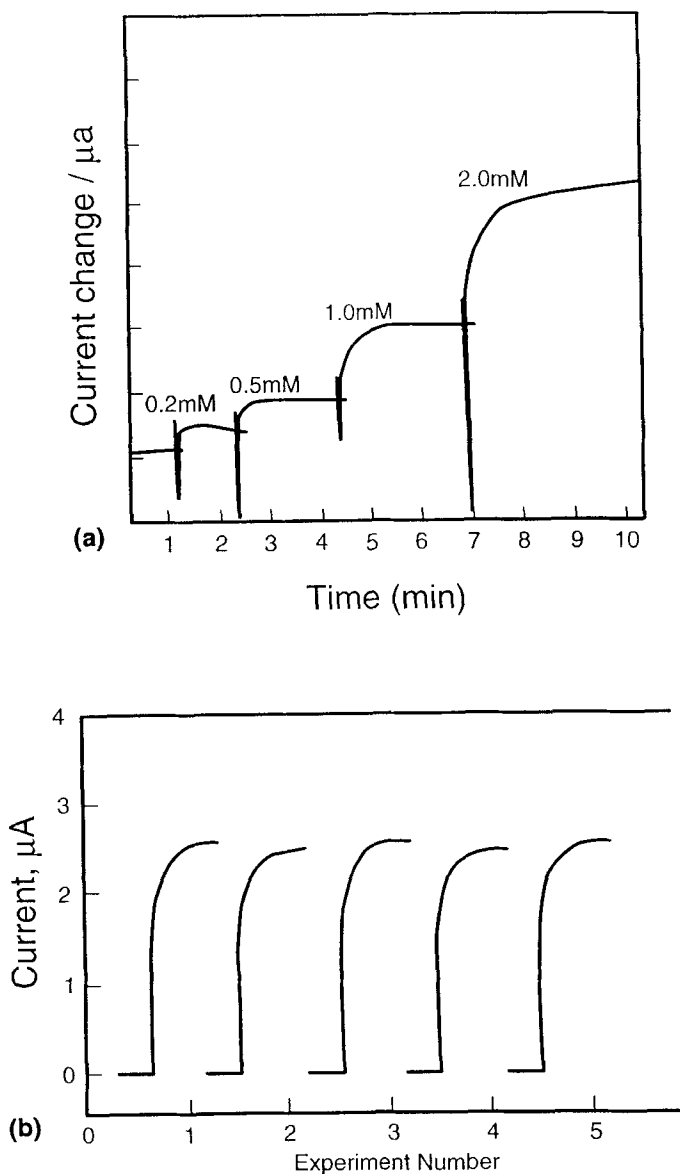 Current change / μa
2.0mM
1.0mM
0.5mM
0.2mM
1 2 3 4 5 6 7 8 9 10
(a)
Time (min)
4
3
2
1
0
Current, μA
0 1 2 3 4 5
(b)
Experiment Number